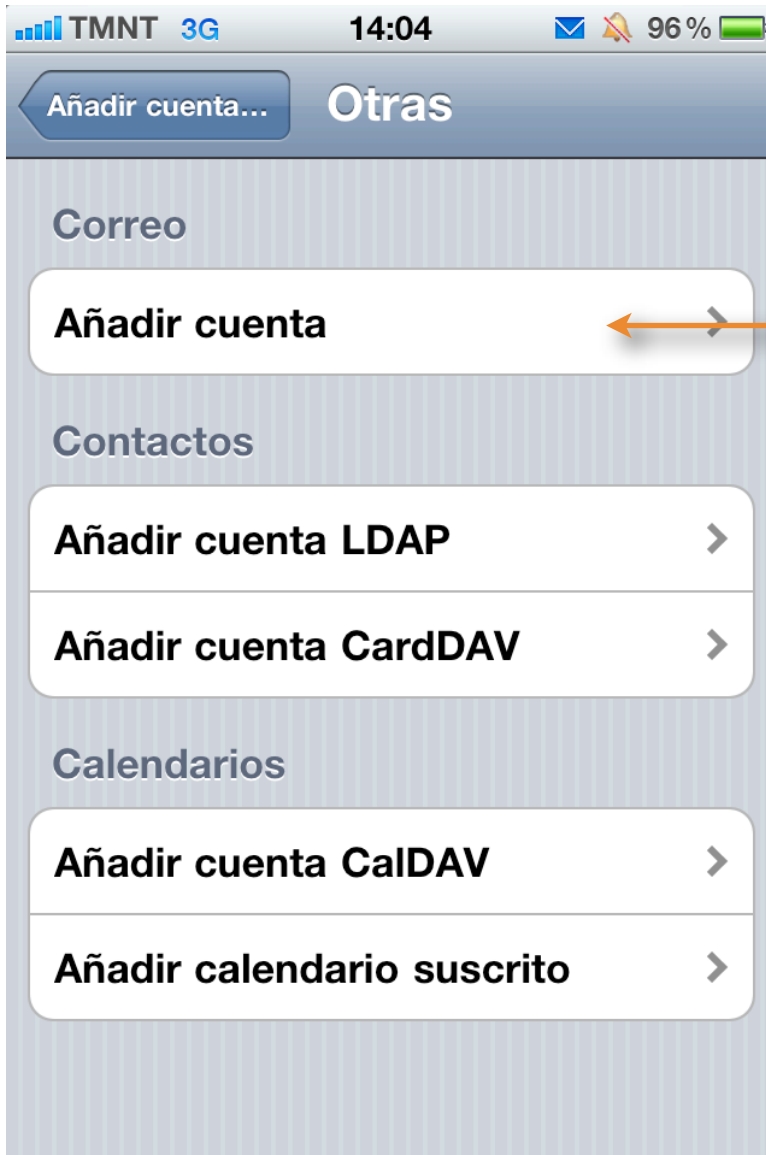 TMNT 3G 14:04 96 %
Añadir cuenta... Otras
Correo
Añadir cuenta
Contactos
Añadir cuenta LDAP
Añadir cuenta CardDAV
Calendarios
Añadir cuenta CalDAV
Añadir calendario suscrito